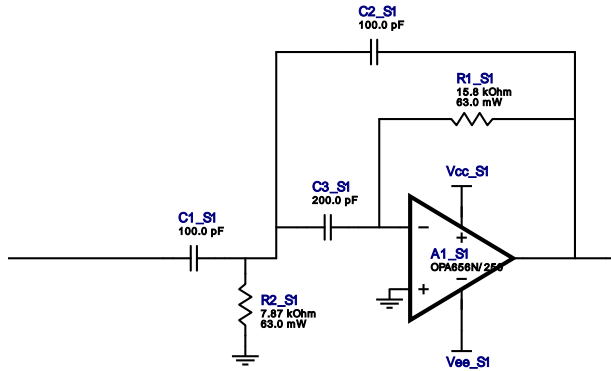 C2_S1
100.0 pF
R1_S1
15.8 kOhm
63.0 mW
Vcc_S1
C3_S1
200.0 pF
C1_S1
100.0 pF
A1_S1
OPA656N/250
R2_S1
7.87 kOhm
63.0 mW
Vee_S1